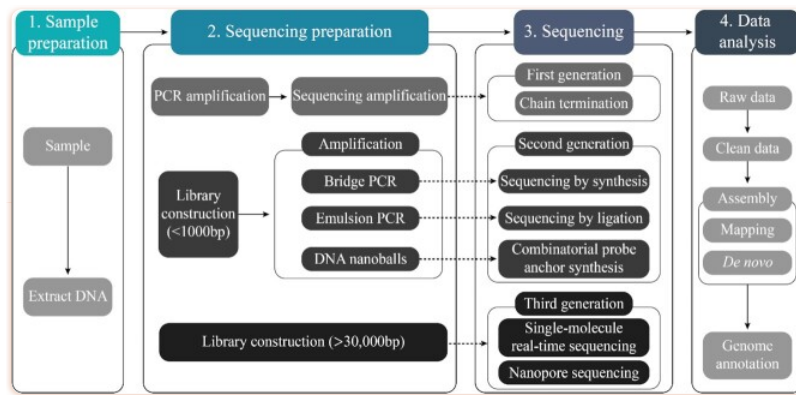 1. Sample
preparation
2. Sequencing preparation
3. Sequencing
4. Data
analysis
Sample
Extract DNA
PCR amplification
Sequencing amplification
Library
construction
(<1000bp)
Amplification
Bridge PCR
Emulsion PCR
DNA nanoballs
Library construction (>30,000bp)
First generation
Chain termination
Second generation
Sequencing by synthesis
Sequencing by ligation
Combinatorial probe
anchor synthesis
Third generation
Single-molecule
real-time sequencing
Nanopore sequencing
Raw data
Clean data
Assembly
Mapping
De novo
Genome
annotation